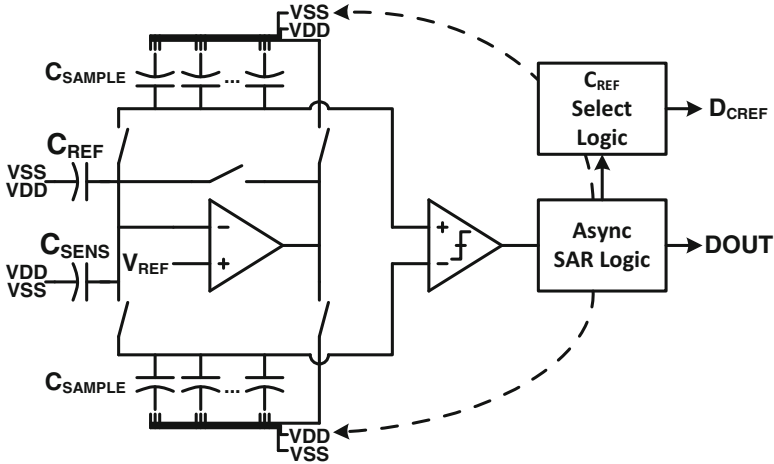 VSS
VDD
CSAMPLE
...
CREF
Select
Logic
DCREF
CREF
VSS
VDD
CSENS
VDD
VSS
VREF
-
+
+
-
Async
SAR Logic
DOUT
CSAMPLE
...
VDD
VSS